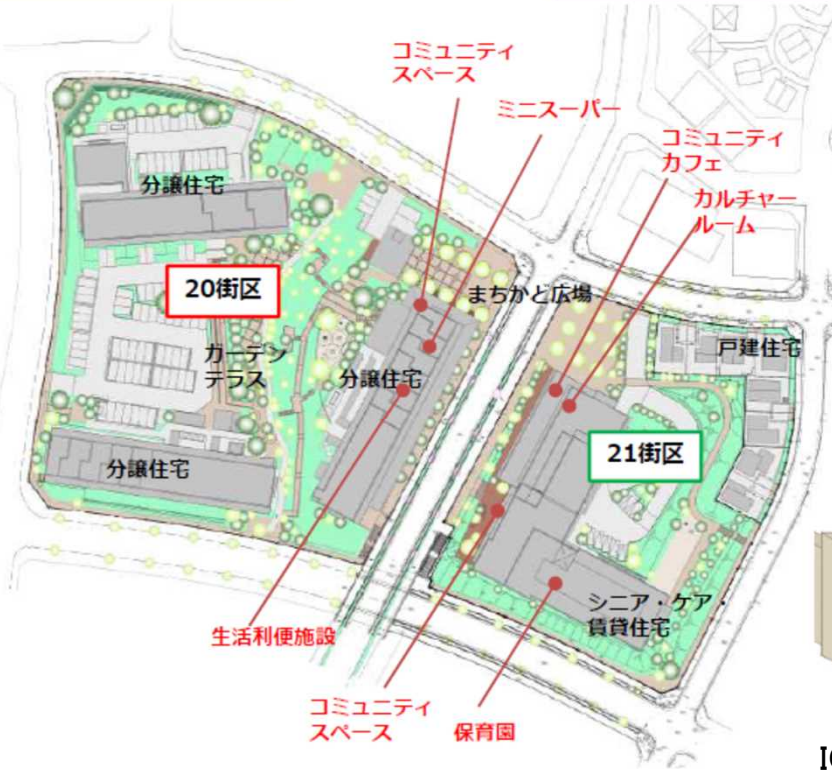 コミュニティ
スペース
ミニスーパー
コミュニティ
カフェ
カルチャー
ルーム
分譲住宅
20街区
まちかど広場
戸建住宅
ガーデン
テラス
分譲住宅
21街区
分譲住宅
シニア・ケア・
賃貸住宅
生活利便施設
コミュニティ
スペース
保育園